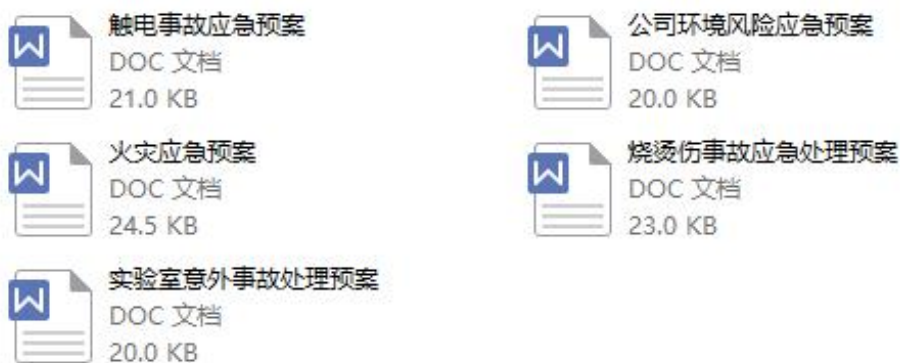 触电事故应急预案
DOC 文档
21.0 KB
公司环境风险应急预案
DOC 文档
20.0 KB
火灾应急预案
DOC 文档
24.5 KB
烧烫伤事故应急处理预案
DOC 文档
23.0 KB
实验室意外事故处理预案
DOC 文档
20.0 KB